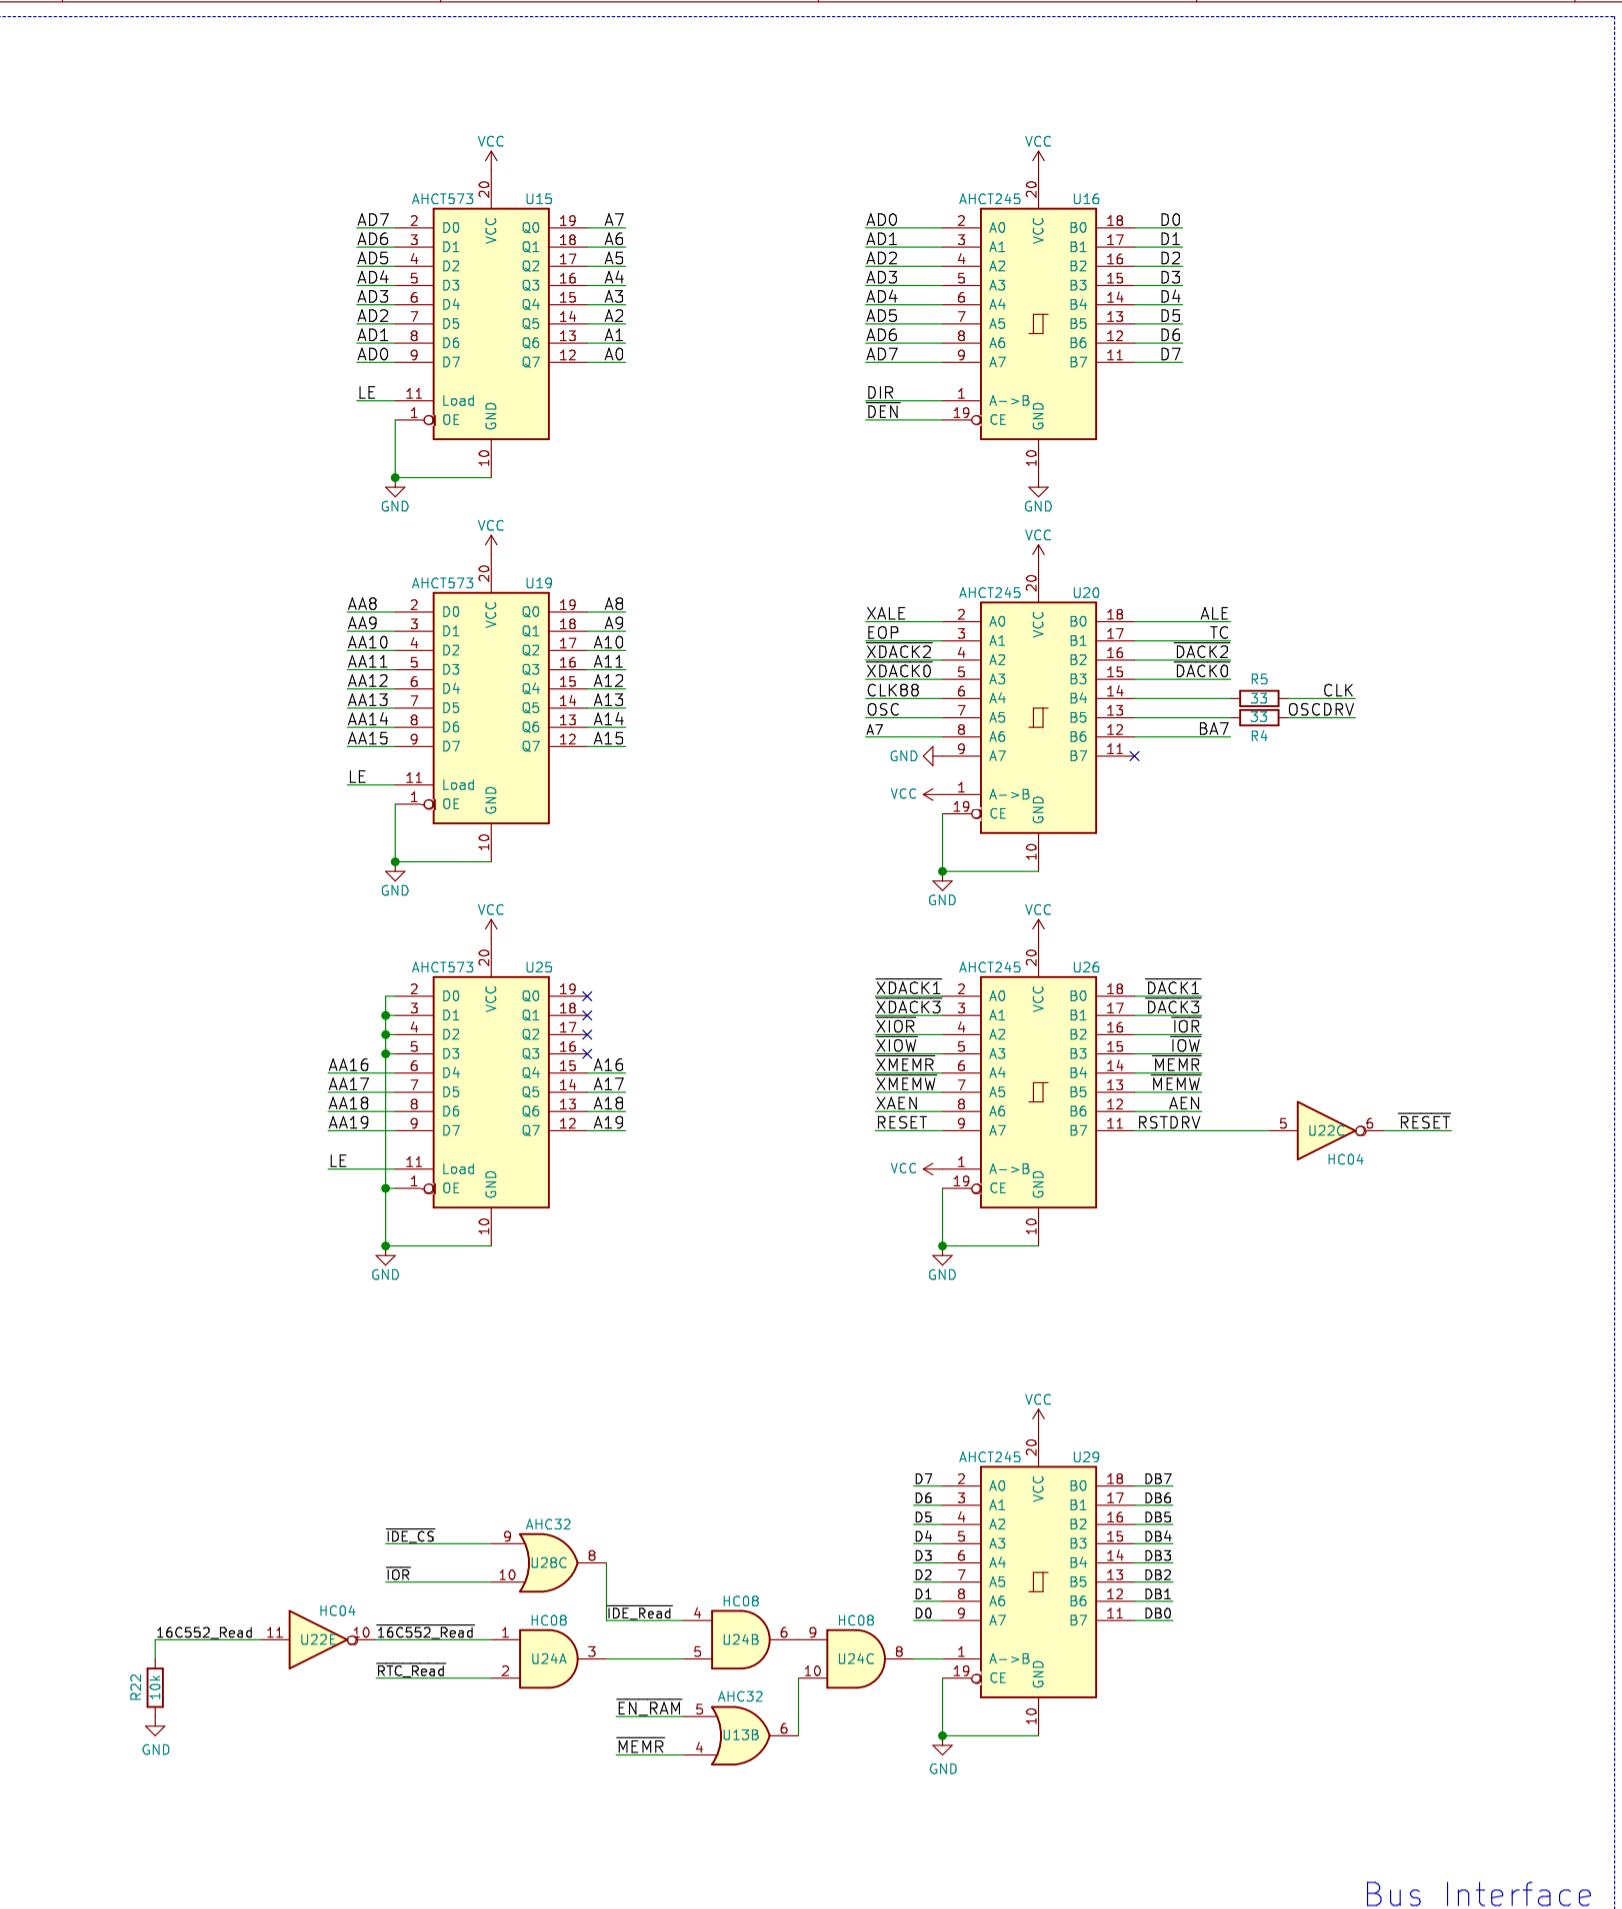 VCC
20
AHCT573 U15
AD7 2 D0 VCC Q0 19 A7
AD6 3 D1 Q1 18 A6
AD5 4 D2 Q2 17 A5
AD4 5 D3 Q3 16 A4
AD3 6 D4 Q4 15 A3
AD2 7 D5 Q5 14 A2
AD1 8 D6 Q6 13 A1
AD0 9 D7 Q7 12 A0
LE 11 Load
1 OE GND
10
GND
VCC
20
AHCT245 U16
AD0 2 A0 VCC B0 18 D0
AD1 3 A1 B1 17 D1
AD2 4 A2 B2 16 D2
AD3 5 A3 B3 15 D3
AD4 6 A4 B4 14 D4
AD5 7 A5 B5 13 D5
AD6 8 A6 B6 12 D6
AD7 9 A7 B7 11 D7
DIR 1 A->B
DEN 19 CE GND
10
GND
VCC
20
AHCT573 U19
AA8 2 D0 VCC Q0 19 A8
AA9 3 D1 Q1 18 A9
AA10 4 D2 Q2 17 A10
AA11 5 D3 Q3 16 A11
AA12 6 D4 Q4 15 A12
AA13 7 D5 Q5 14 A13
AA14 8 D6 Q6 13 A14
AA15 9 D7 Q7 12 A15
LE 11 Load
1 OE GND
10
GND
VCC
20
AHCT245 U20
XALE 2 A0 VCC B0 18 ALE
EOP 3 A1 B1 17 TC
XDACK2 4 A2 B2 16 DACK2
XDACK0 5 A3 B3 15 DACK0
CLK88 6 A4 B4 14 R5 33 CLK
OSC 7 A5 B5 13 33 R4 OSCDRV
A7 8 A6 B6 12 BA7
GND 9 A7 B7 11
VCC 1 A->B
19 CE GND
10
GND
VCC
20
AHCT573 U25
2 D0 VCC Q0 19
3 D1 Q1 18
4 D2 Q2 17
5 D3 Q3 16
AA16 6 D4 Q4 15 A16
AA17 7 D5 Q5 14 A17
AA18 8 D6 Q6 13 A18
AA19 9 D7 Q7 12 A19
LE 11 Load
1 OE GND
10
GND
VCC
20
AHCT245 U26
XDACK1 2 A0 VCC B0 18 DACK1
XDACK3 3 A1 B1 17 DACK3
XIOR 4 A2 B2 16 IOR
XIOW 5 A3 B3 15 IOW
XMEMR 6 A4 B4 14 MEMR
XMEMW 7 A5 B5 13 MEMW
XAEN 8 A6 B6 12 AEN
RESET 9 A7 B7 11 RSTDRV 5 U22C 6 RESET
HC04
VCC 1 A->B
19 CE GND
10
GND
VCC
20
AHCT245 U29
D7 2 A0 VCC B0 18 DB7
D6 3 A1 B1 17 DB6
D5 4 A2 B2 16 DB5
D4 5 A3 B3 15 DB4
D3 6 A4 B4 14 DB3
D2 7 A5 B5 13 DB2
D1 8 A6 B6 12 DB1
D0 9 A7 B7 11 DB0
1 A->B
19 CE GND
10
GND
AHC32
IDE_CS 9 U28C 8
IOR 10
IDE_Read 4 HC08 U24B 6
5
HC04
16C552_Read 11 U22E 10 16C552_Read 1 HC08 U24A 3
RTC_Read 2
9 HC08 U24C 8
10
R22 10k
GND
AHC32
EN_RAM 5 U13B 6
MEMR 4
Bus Interface